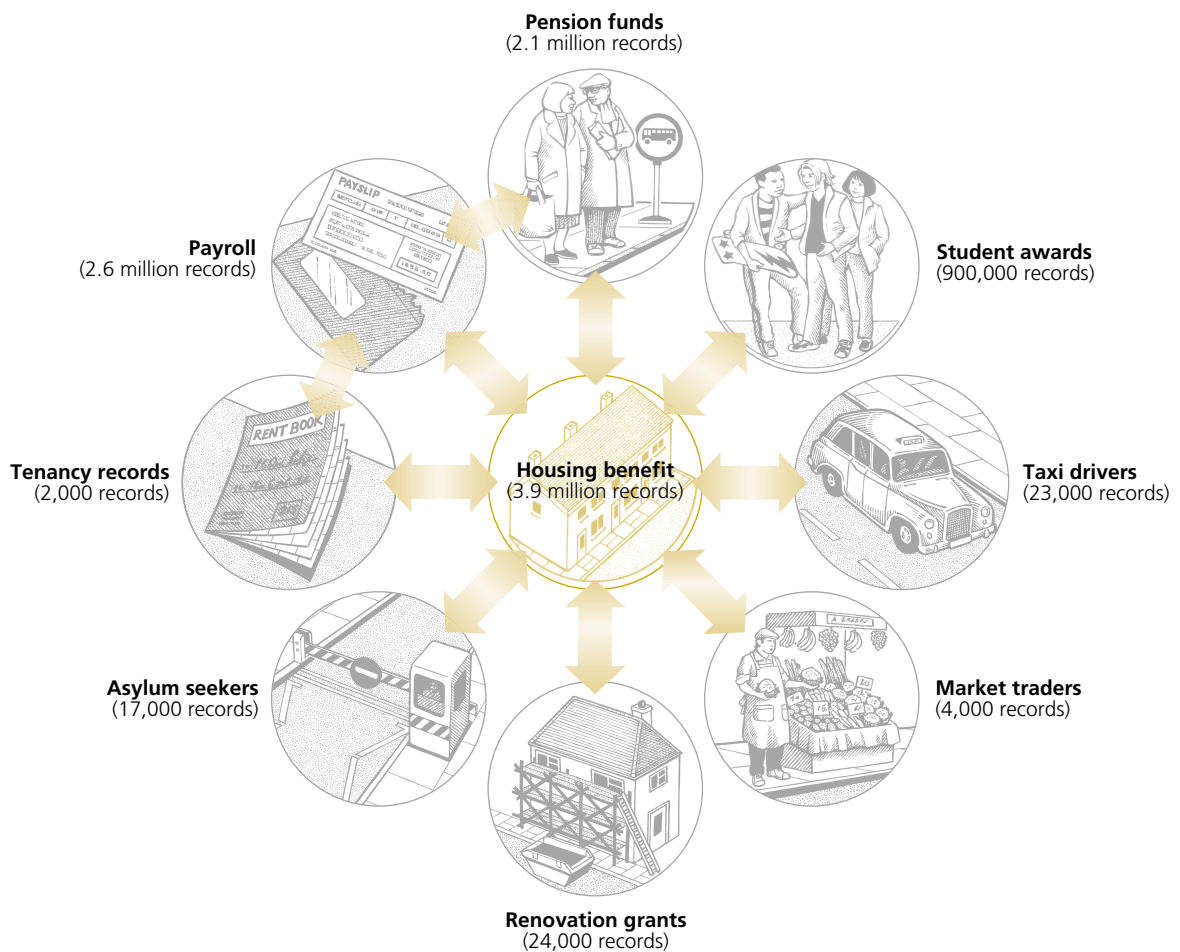 Pension funds
(2.1 million records)
Payroll
(2.6 million records)
PAYSLIP
Student awards
(900,000 records)
Tenancy records
(2,000 records)
RENT BOOK
Housing benefit
(3.9 million records)
Taxi drivers
(23,000 records)
Asylum seekers
(17,000 records)
Market traders
(4,000 records)
A GREEN
Renovation grants
(24,000 records)